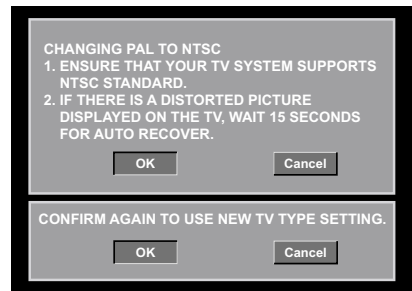 CHANGING PAL TO NTSC
1. ENSURE THAT YOUR TV SYSTEM SUPPORTS
NTSC STANDARD.
2. IF THERE IS A DISTORTED PICTURE
DISPLAYED ON THE TV, WAIT 15 SECONDS
FOR AUTO RECOVER.
OK Cancel
CONFIRM AGAIN TO USE NEW TV TYPE SETTING.
OK Cancel